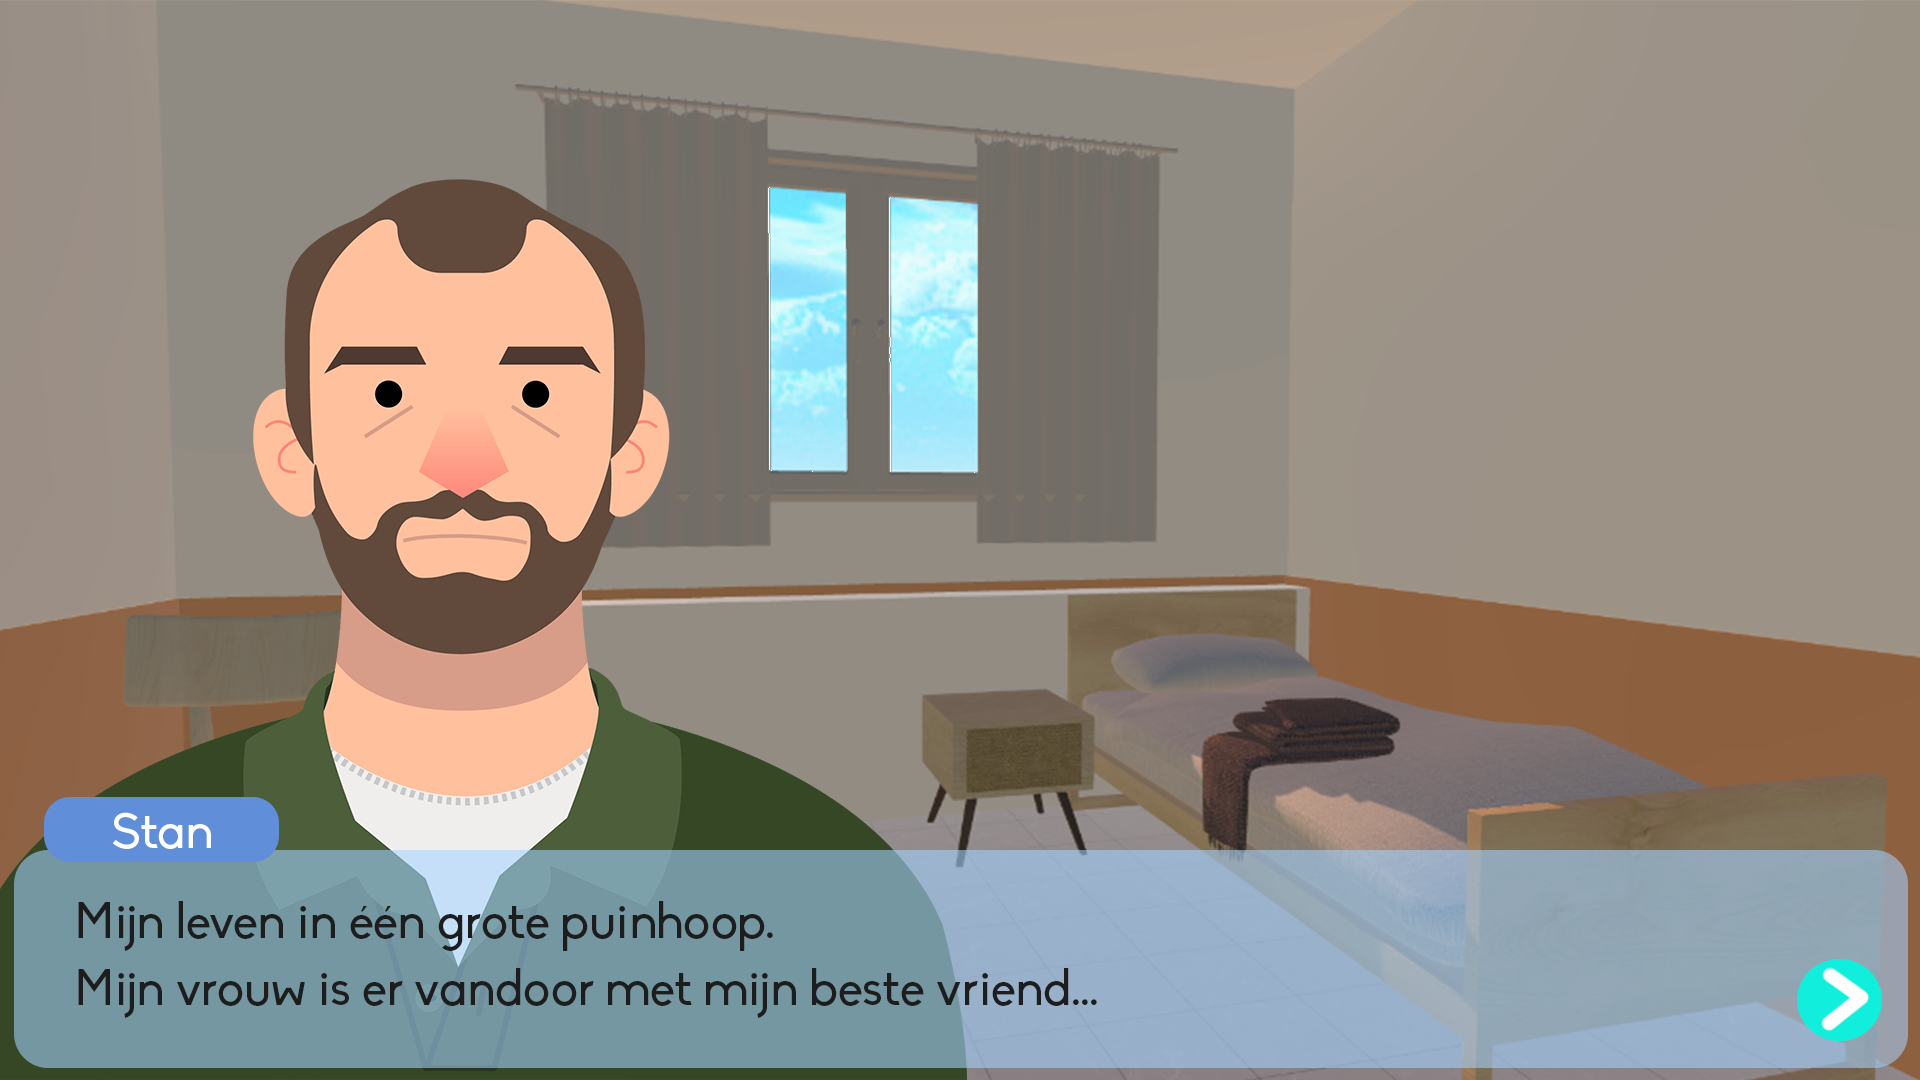 Stan
Mijn leven in één grote puinhoop.
Mijn vrouw is er vandoor met mijn beste vriend...